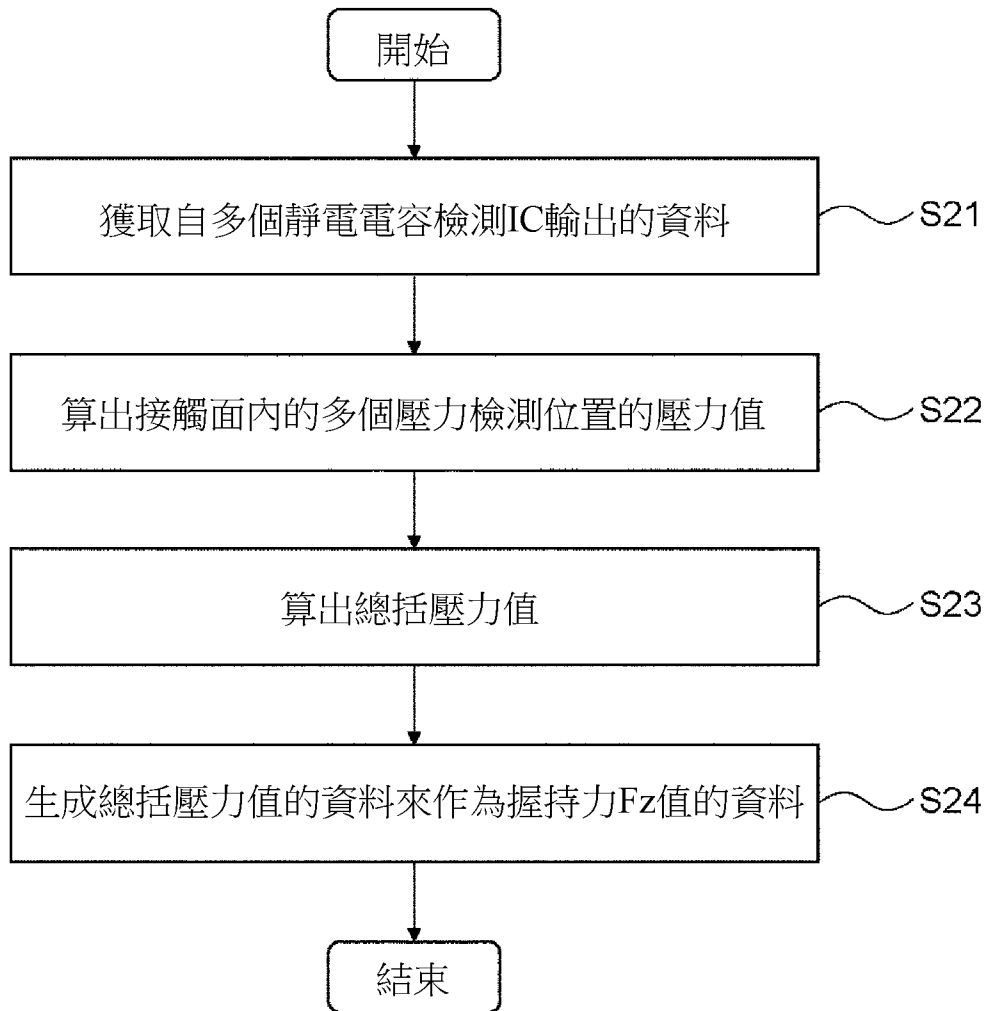 開始
獲取自多個靜電電容檢測IC輸出的資料
S21
算出接觸面內的多個壓力檢測位置的壓力值
S22
算出總括壓力值
S23
生成總括壓力值的資料來作為握持力Fz值的資料
S24
結束